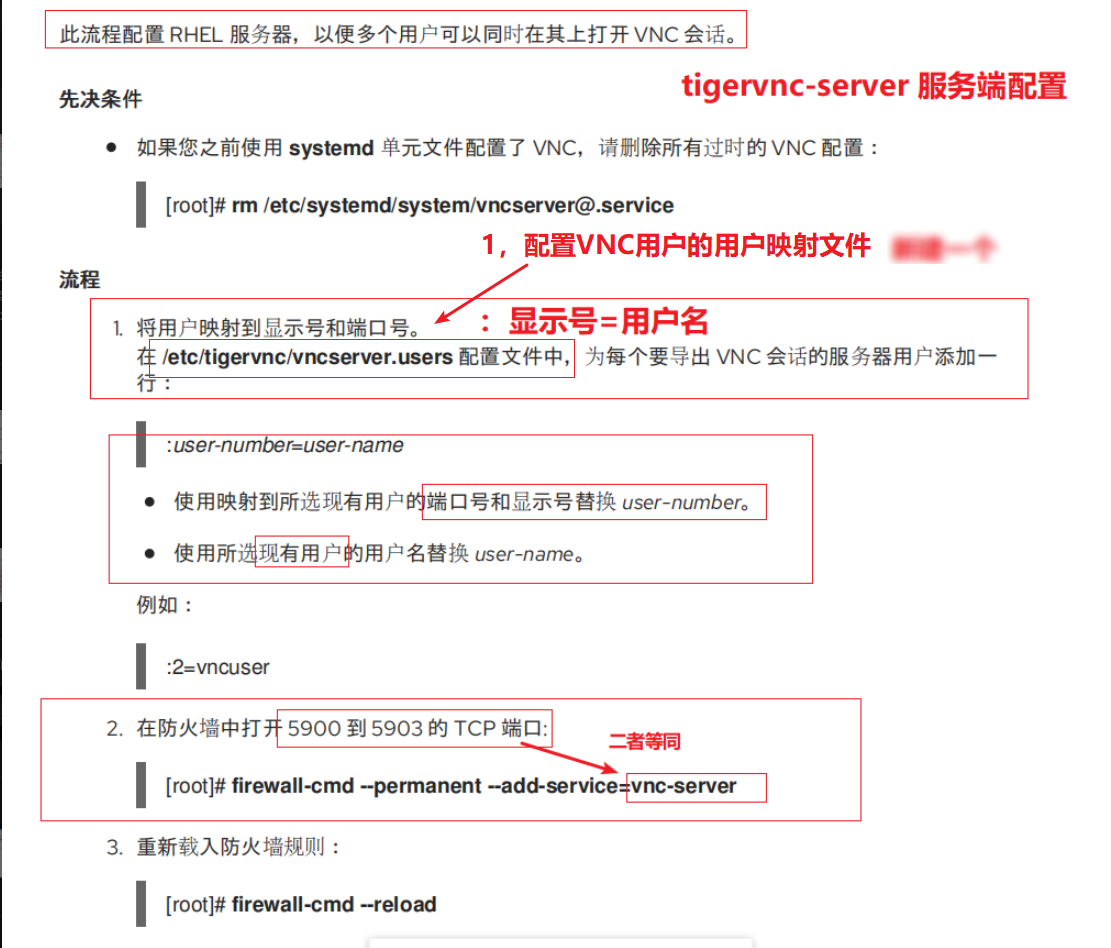 此流程配置 RHEL 服务器，以便多个用户可以同时在其上打开 VNC 会话。
tigervnc-server 服务端配置
先决条件
如果您之前使用 systemd 单元文件配置了 VNC，请删除所有过时的 VNC 配置：
[root]# rm /etc/systemd/system/vncserver@.service
1，配置VNC用户的用户映射文件
流程
1. 将用户映射到显示号和端口号。
：显示号=用户名
在 /etc/tigervnc/vncserver.users 配置文件中，为每个要导出 VNC 会话的服务器用户添加一
行：
:user-number=user-name
使用映射到所选现有用户的端口号和显示号替换 user-number。
使用所选现有用户的用户名替换 user-name。
例如：
:2=vncuser
2. 在防火墙中打开 5900 到 5903 的 TCP 端口:
二者等同
[root]# firewall-cmd --permanent --add-service=vnc-server
3. 重新载入防火墙规则：
[root]# firewall-cmd --reload